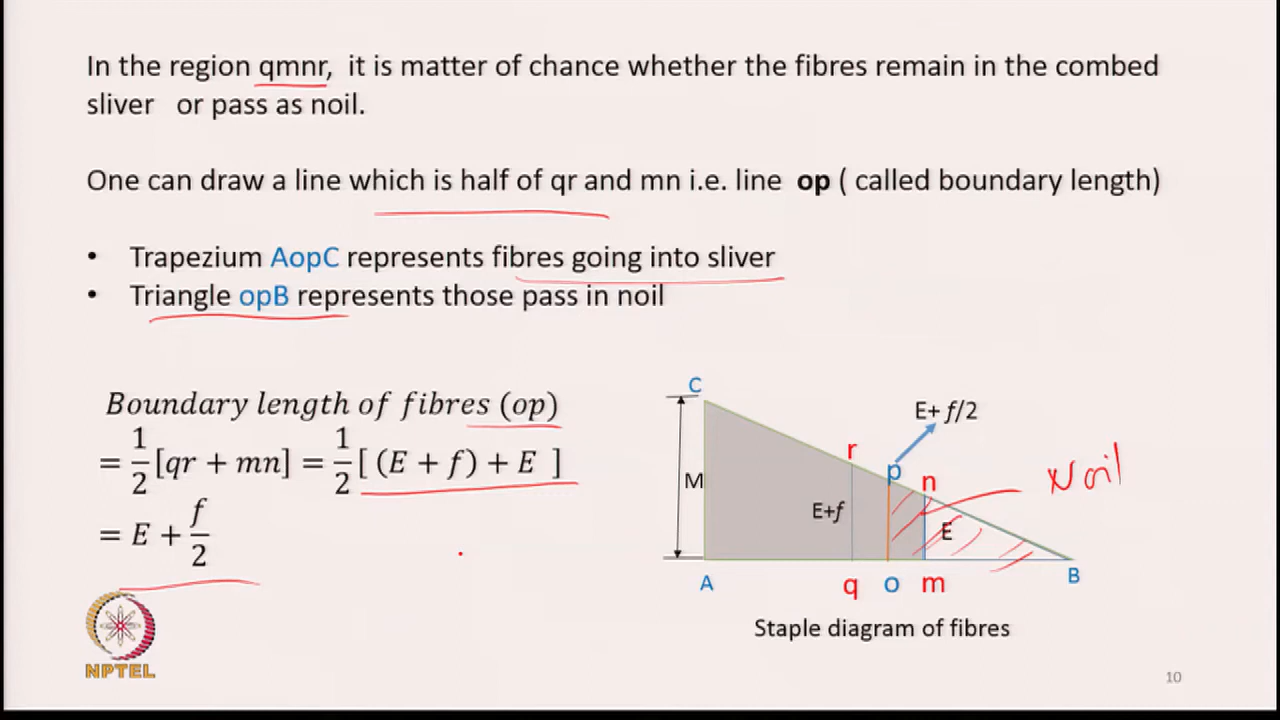 In the region qmnr, it is matter of chance whether the fibres remain in the combed
sliver or pass as noil.
One can draw a line which is half of qr and mn i.e. line op ( called boundary length)
• Trapezium AopC represents fibres going into sliver
• Triangle opB represents those pass in noil
Boundary length of fibres (op)
= 1/2 [qr + mn] = 1/2 [ (E + f) + E ]
= E + f/2
C
E+ f/2
r
p
n
Noil
M
E+f
E
A
q
o
m
B
Staple diagram of fibres
NPTEL
10